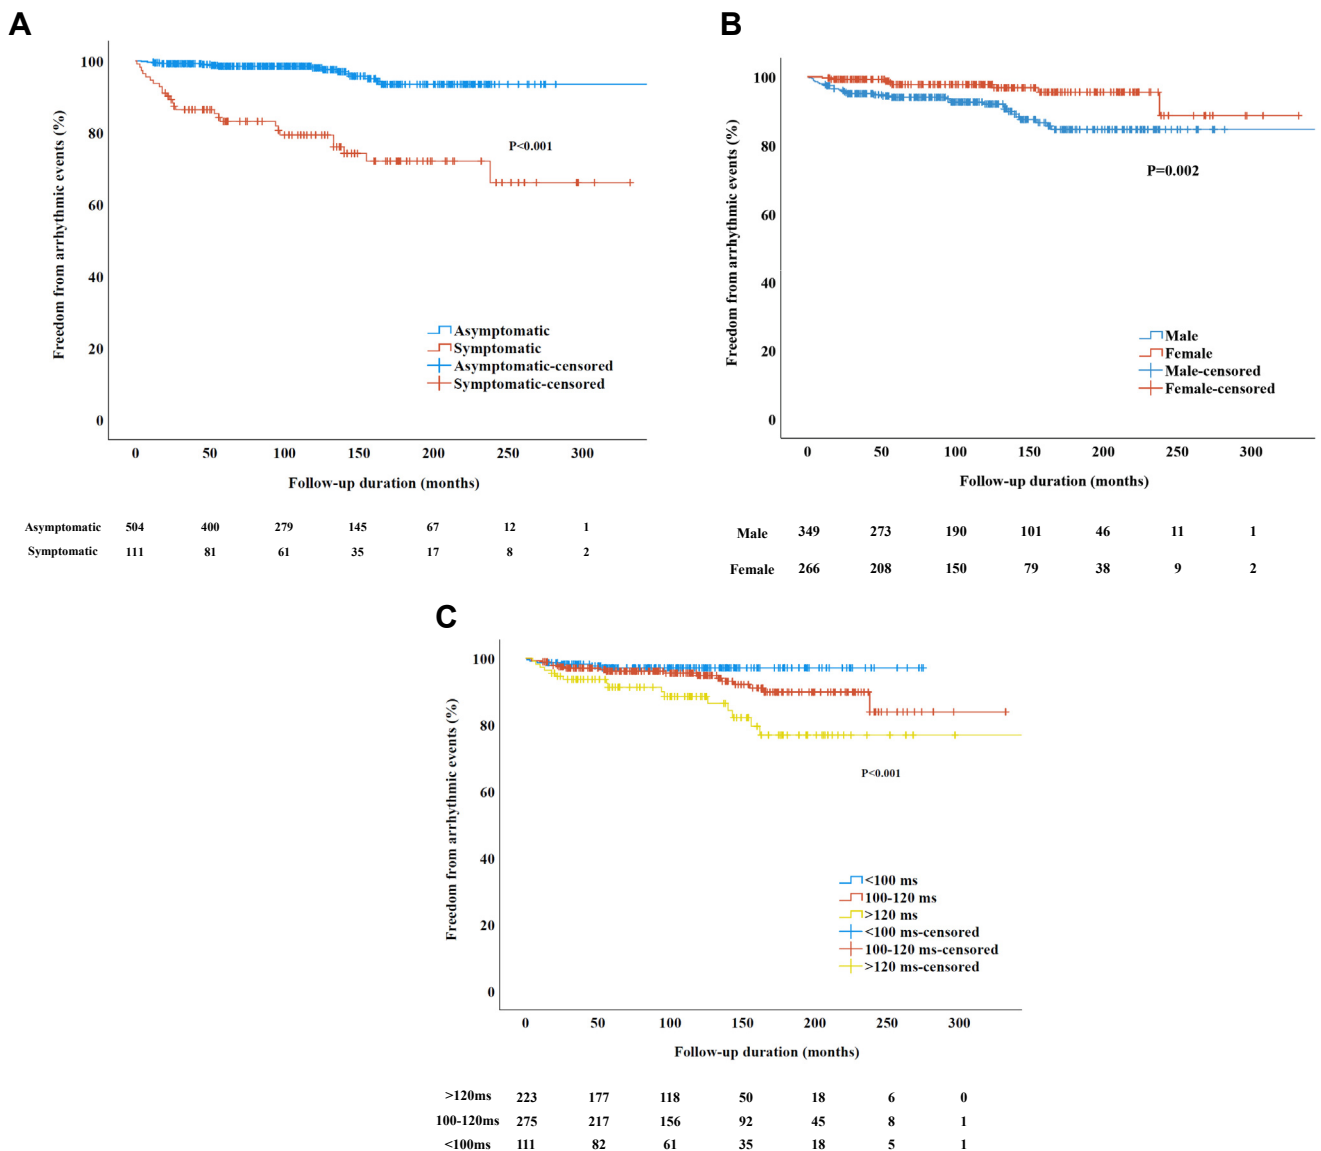 A
Freedom from arrhythmic events (%)
100
80
60
40
20
0
P<0.001
Asymptomatic
Symptomatic
Asymptomatic-censored
Symptomatic-censored
0 50 100 150 200 250 300
Follow-up duration (months)
Asymptomatic 504 400 279 145 67 12 1
Symptomatic 111 81 61 35 17 8 2
B
Freedom from arrhythmic events (%)
100
80
60
40
20
0
P=0.002
Male
Female
Male-censored
Female-censored
0 50 100 150 200 250 300
Follow-up duration (months)
Male 349 273 190 101 46 11 1
Female 266 208 150 79 38 9 2
C
Freedom from arrhythmic events (%)
100
80
60
40
20
0
P<0.001
<100 ms
100-120 ms
>120 ms
<100 ms-censored
100-120 ms-censored
>120 ms-censored
0 50 100 150 200 250 300
Follow-up duration (months)
>120ms 223 177 118 50 18 6 0
100-120ms 275 217 156 92 45 8 1
<100ms 111 82 61 35 18 5 1